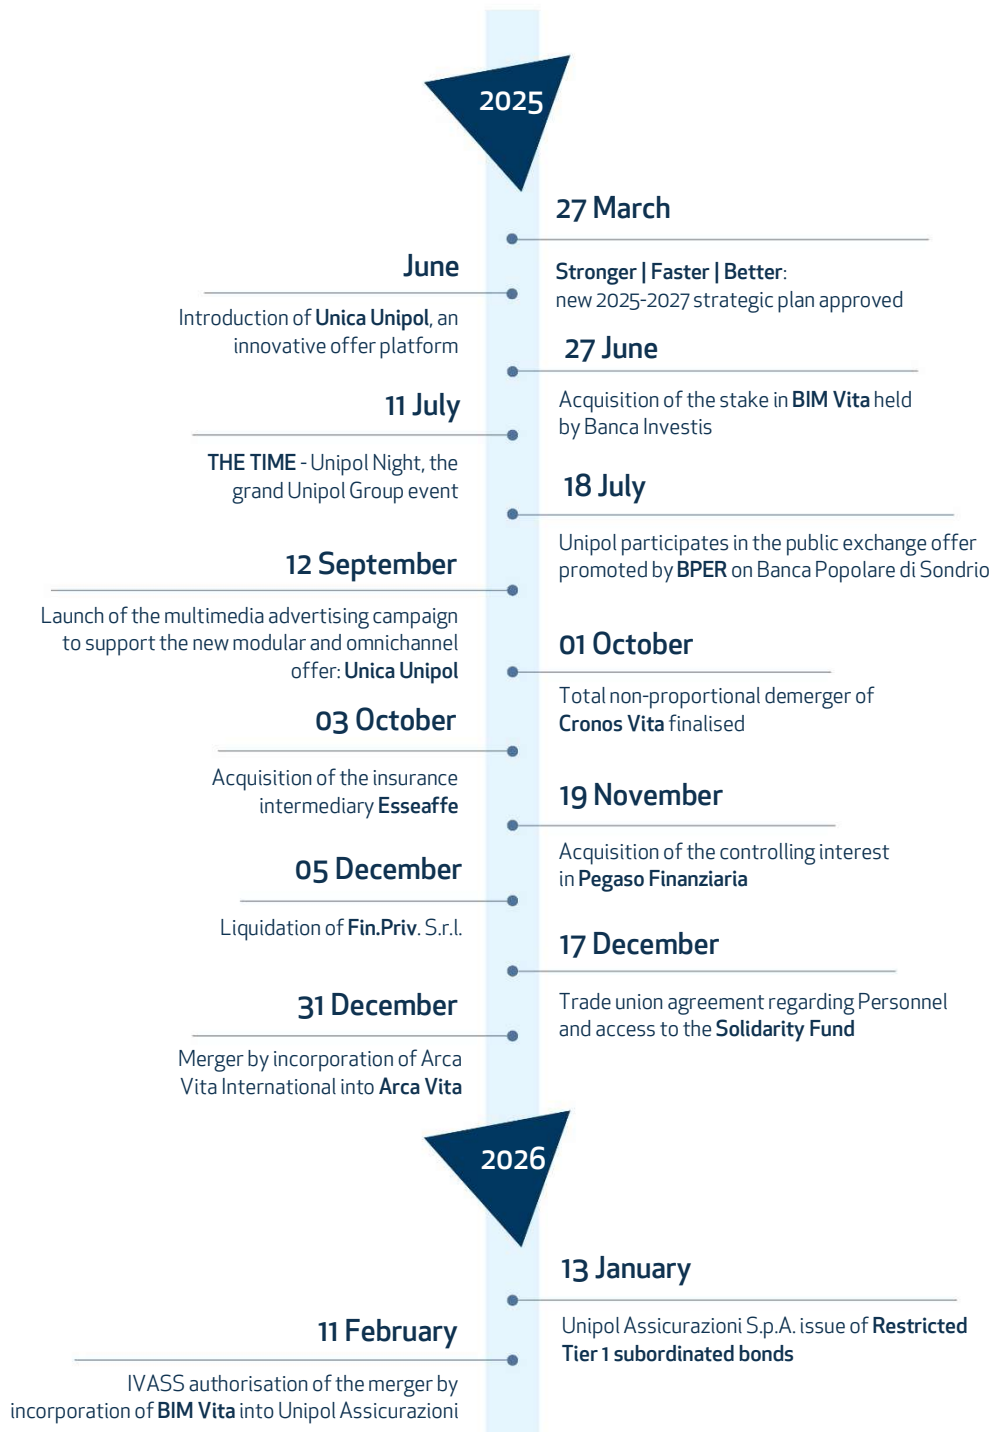 2025
27 March
Stronger | Faster | Better:
new 2025-2027 strategic plan approved
June
Introduction of Unica Unipol, an
innovative offer platform
27 June
Acquisition of the stake in BIM Vita held
by Banca Investis
11 July
THE TIME - Unipol Night, the
grand Unipol Group event
18 July
Unipol participates in the public exchange offer
promoted by BPER on Banca Popolare di Sondrio
12 September
Launch of the multimedia advertising campaign
to support the new modular and omnichannel
offer: Unica Unipol
01 October
Total non-proportional demerger of
Cronos Vita finalised
03 October
Acquisition of the insurance
intermediary Esseaffe
19 November
Acquisition of the controlling interest
in Pegaso Finanziaria
05 December
Liquidation of Fin.Priv. S.r.l.
17 December
Trade union agreement regarding Personnel
and access to the Solidarity Fund
31 December
Merger by incorporation of Arca
Vita International into Arca Vita
2026
13 January
Unipol Assicurazioni S.p.A. issue of Restricted
Tier 1 subordinated bonds
11 February
IVASS authorisation of the merger by
incorporation of BIM Vita into Unipol Assicurazioni